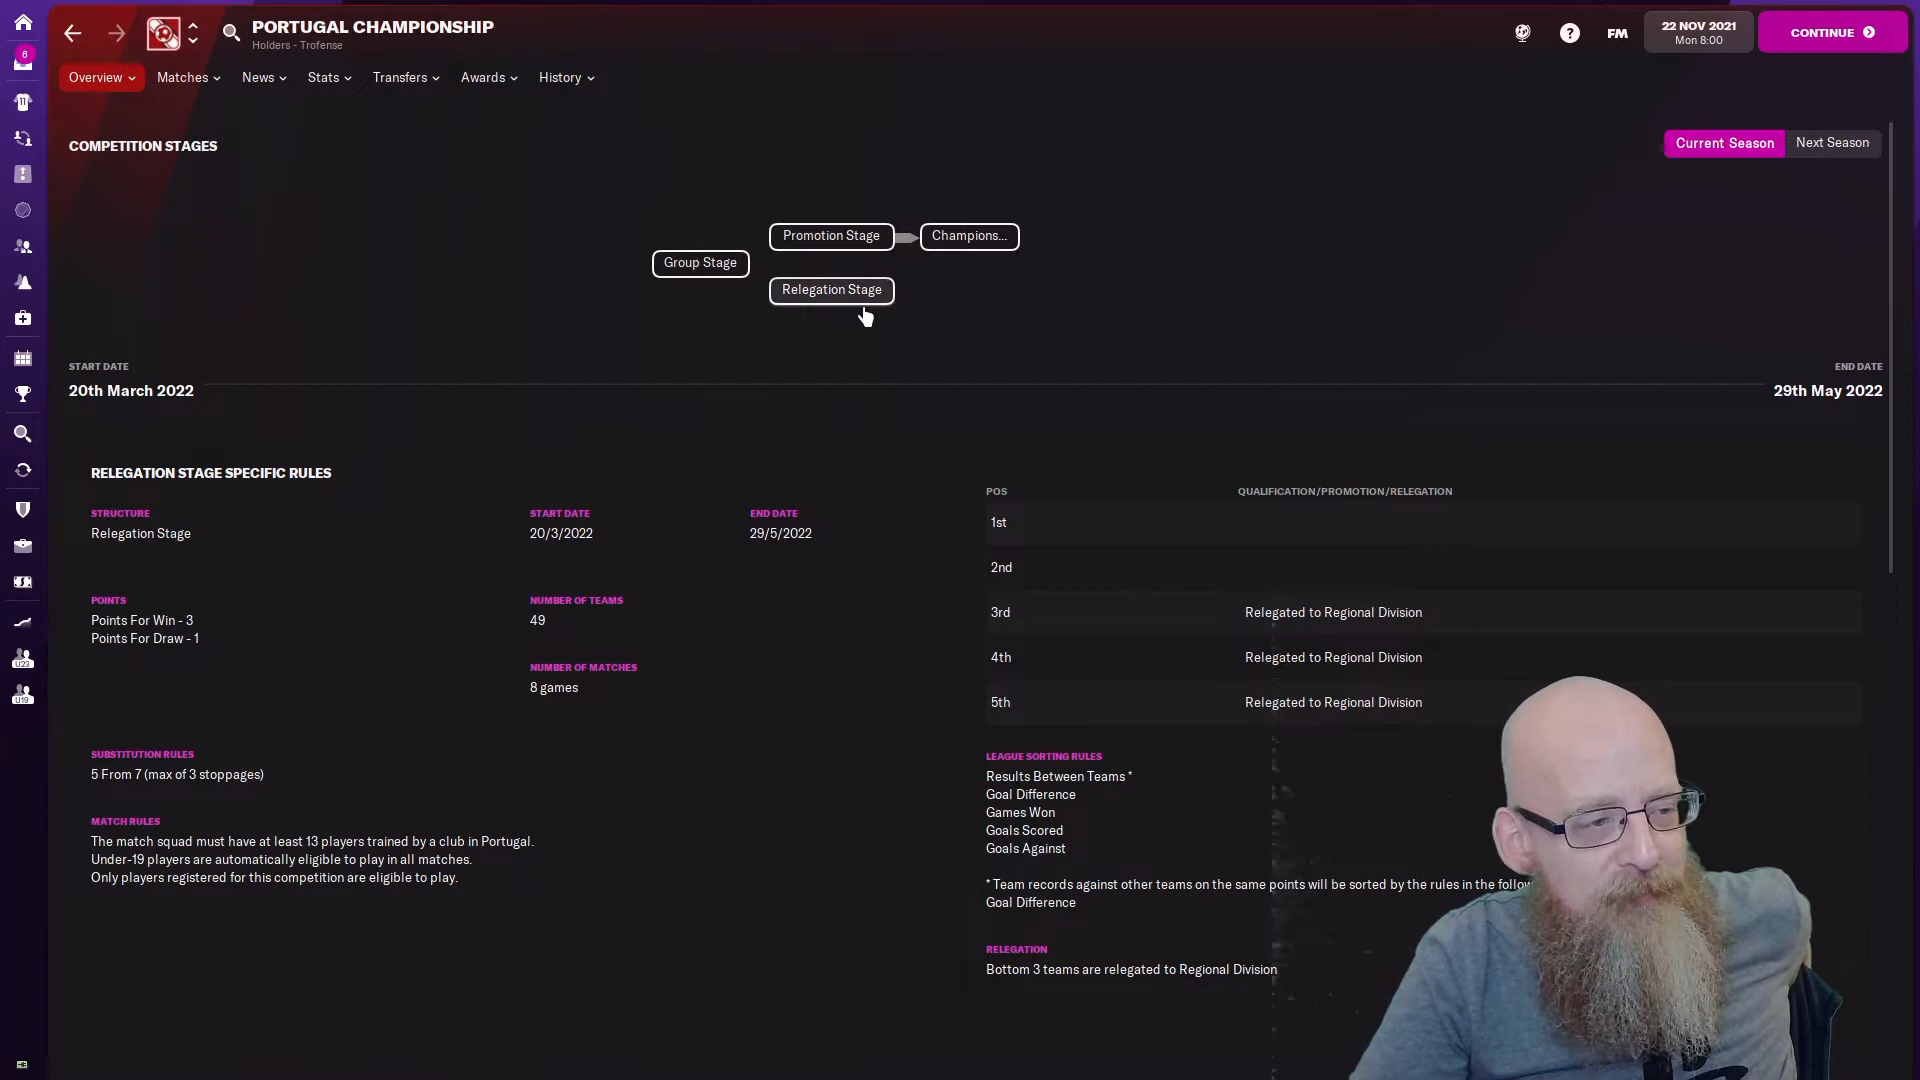 PORTUGAL CHAMPIONSHIP
Holders - Trofense
FM
22 NOV 2021
Mon 8:00
CONTINUE
6
Overview
Matches
News
Stats
Transfers
Awards
History
COMPETITION STAGES
Current Season
Next Season
Group Stage
Promotion Stage
Champions...
Relegation Stage
START DATE
20th March 2022
END DATE
29th May 2022
RELEGATION STAGE SPECIFIC RULES
STRUCTURE
Relegation Stage
START DATE
20/3/2022
END DATE
29/5/2022
POINTS
Points For Win - 3
Points For Draw - 1
NUMBER OF TEAMS
49
NUMBER OF MATCHES
8 games
SUBSTITUTION RULES
5 From 7 (max of 3 stoppages)
MATCH RULES
The match squad must have at least 13 players trained by a club in Portugal.
Under-19 players are automatically eligible to play in all matches.
Only players registered for this competition are eligible to play.
POS QUALIFICATION/PROMOTION/RELEGATION
1st
2nd
3rd Relegated to Regional Division
4th Relegated to Regional Division
5th Relegated to Regional Division
LEAGUE SORTING RULES
Results Between Teams *
Goal Difference
Games Won
Goals Scored
Goals Against
* Team records against other teams on the same points will be sorted by the rules in the follow
Goal Difference
RELEGATION
Bottom 3 teams are relegated to Regional Division
U23
U19